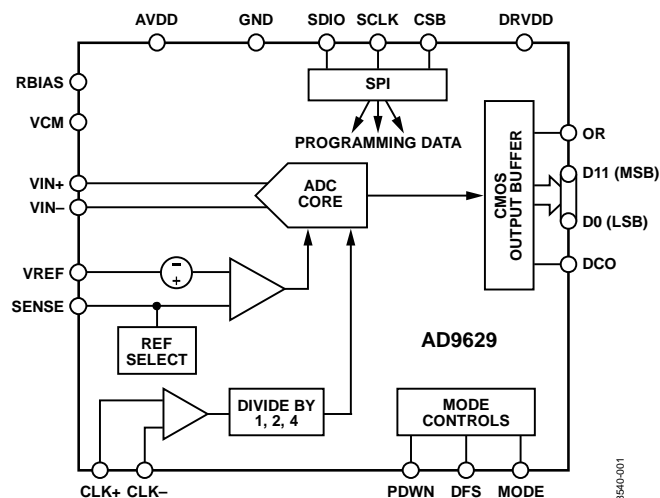 AVDD GND SDIO SCLK CSB DRVDD
RBIAS
SPI
VCM
PROGRAMMING DATA
OR
VIN+
ADC
CORE
CMOS
OUTPUT BUFFER
D11 (MSB)
VIN–
D0 (LSB)
VREF
–
+
DCO
SENSE
REF
SELECT
AD9629
DIVIDE BY
1, 2, 4
MODE
CONTROLS
CLK+ CLK– PDWN DFS MODE